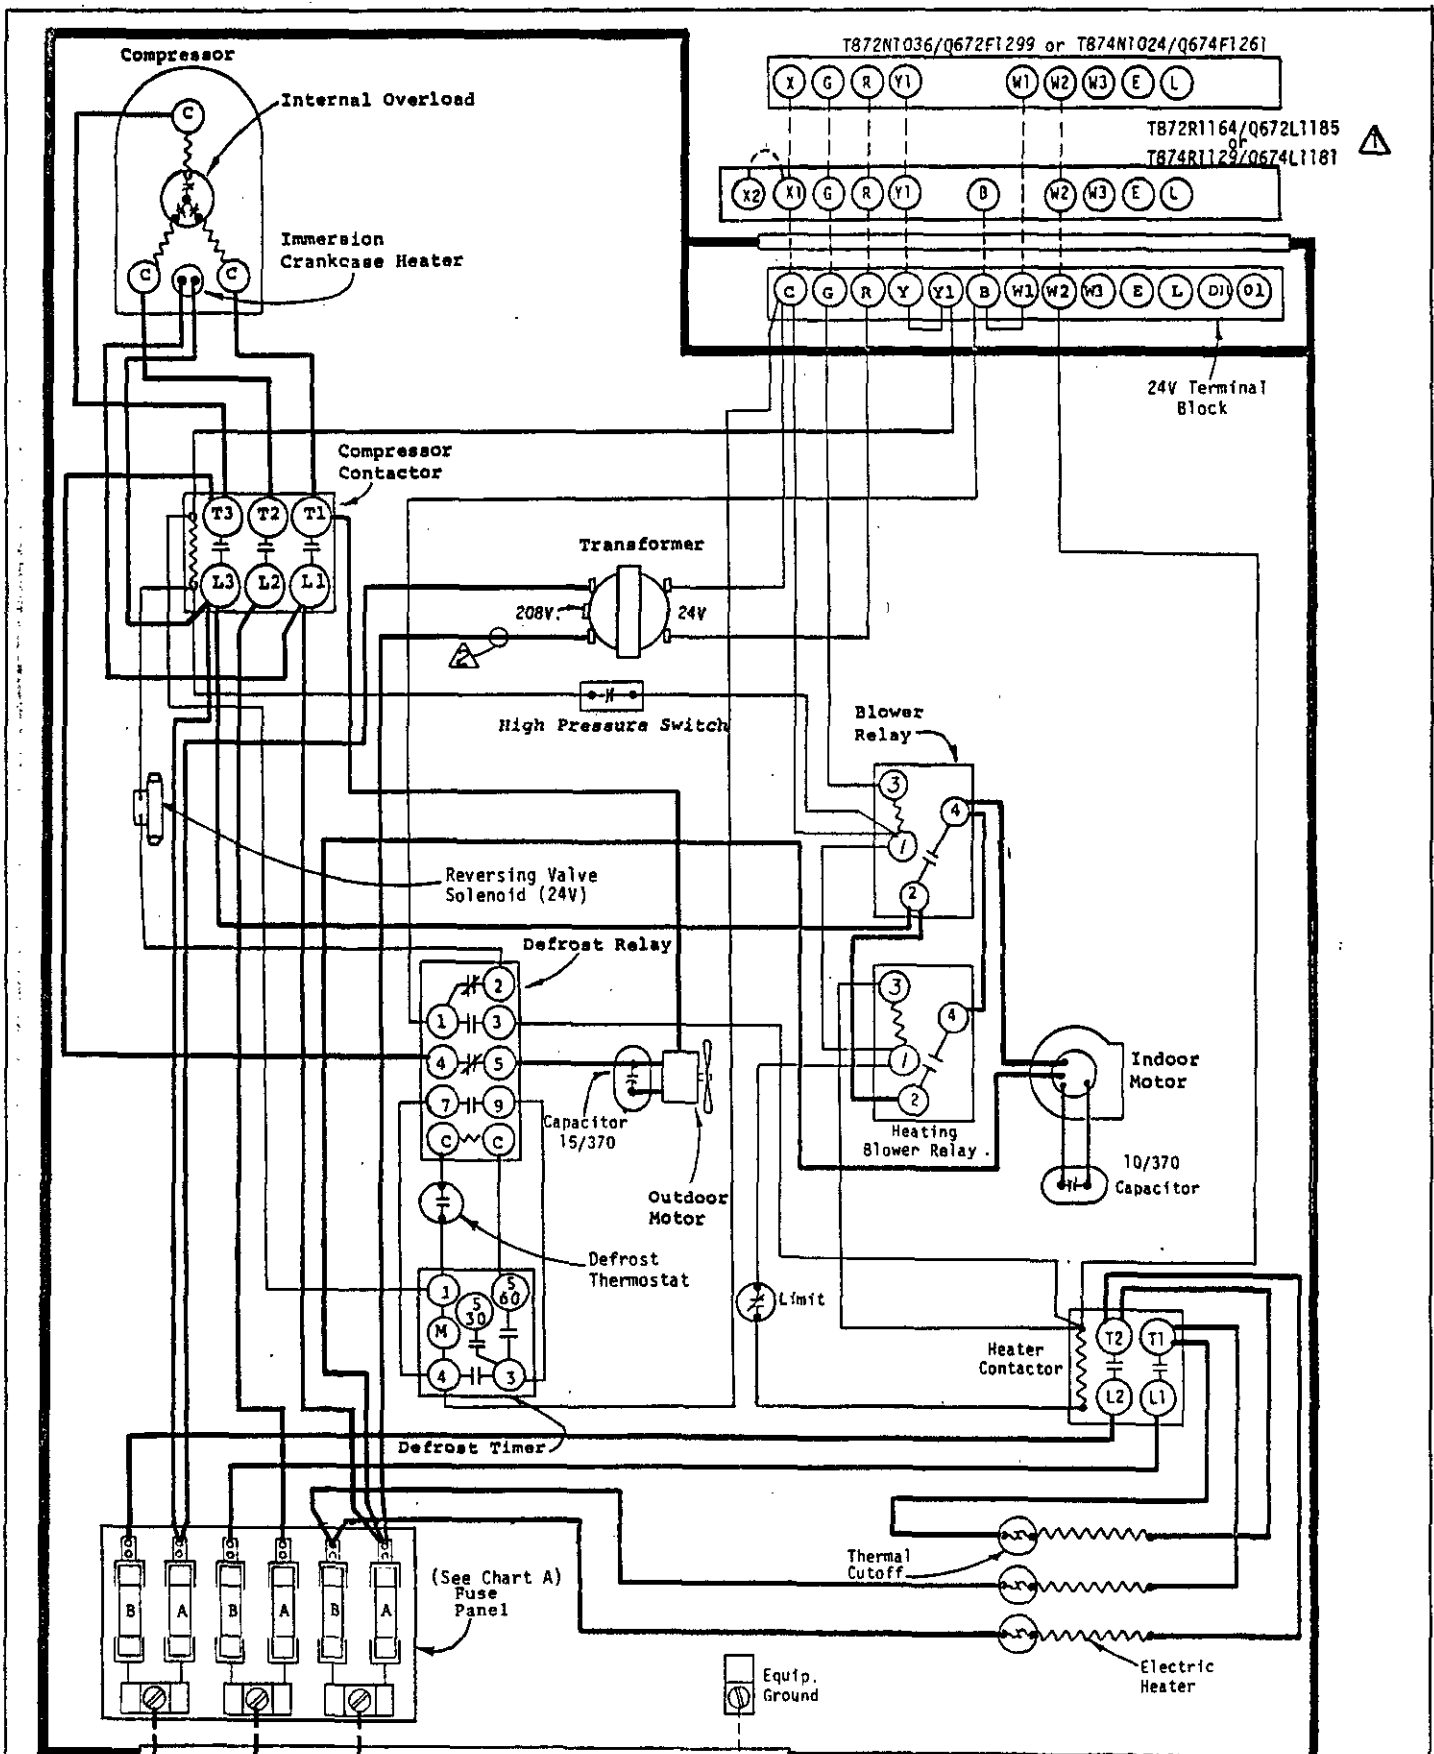 Compressor
T872N1036/Q672F1299 or T874N1024/Q674F1261
X G R Y1 W1 W2 W3 E L
Internal Overload
C
T872R1164/Q672L1185
or
T874R1129/Q674L1181
1
X2 X1 G R Y1 B W2 W3 E L
Immersion
Crankcase Heater
C C
C G R Y Y1 B W1 W2 W3 E L O1
24V Terminal
Block
Compressor
Contactor
T3 T2 T1
L3 L2 L1
Transformer
208V.
24V
2
High Pressure Switch
Blower
Relay
3
4
1
2
Reversing Valve
Solenoid (24V)
Defrost Relay
2
1 3
4 5
7 9
C C
Capacitor
15/370
Outdoor
Motor
3
4
1
2
Heating
Blower Relay.
Indoor
Motor
10/370
Capacitor
Defrost
Thermostat
1
S
30
S
60
M
4 3
Defrost Timer
Limit
Heater
Contactor
T2 T1
L2 L1
(See Chart A)
Fuse
Panel
B A B A B A
Thermal
Cutoff
Electric
Heater
Equip.
Ground